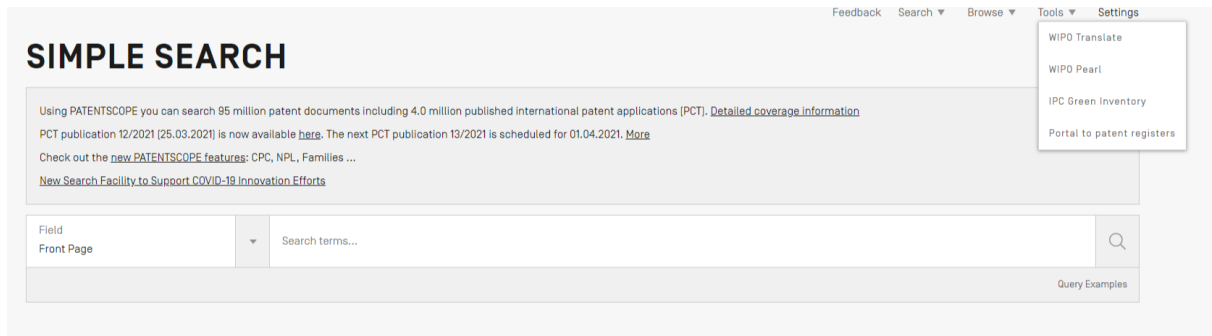 Feedback Search ▼ Browse ▼ Tools ▼ Settings
WIPO Translate
WIPO Pearl
IPC Green Inventory
Portal to patent registers
SIMPLE SEARCH
Using PATENTSCOPE you can search 95 million patent documents including 4.0 million published international patent applications (PCT). Detailed coverage information
PCT publication 12/2021 (25.03.2021) is now available here. The next PCT publication 13/2021 is scheduled for 01.04.2021. More
Check out the new PATENTSCOPE features: CPC, NPL, Families ...
New Search Facility to Support COVID-19 Innovation Efforts
Field
Front Page
Search terms...
Query Examples